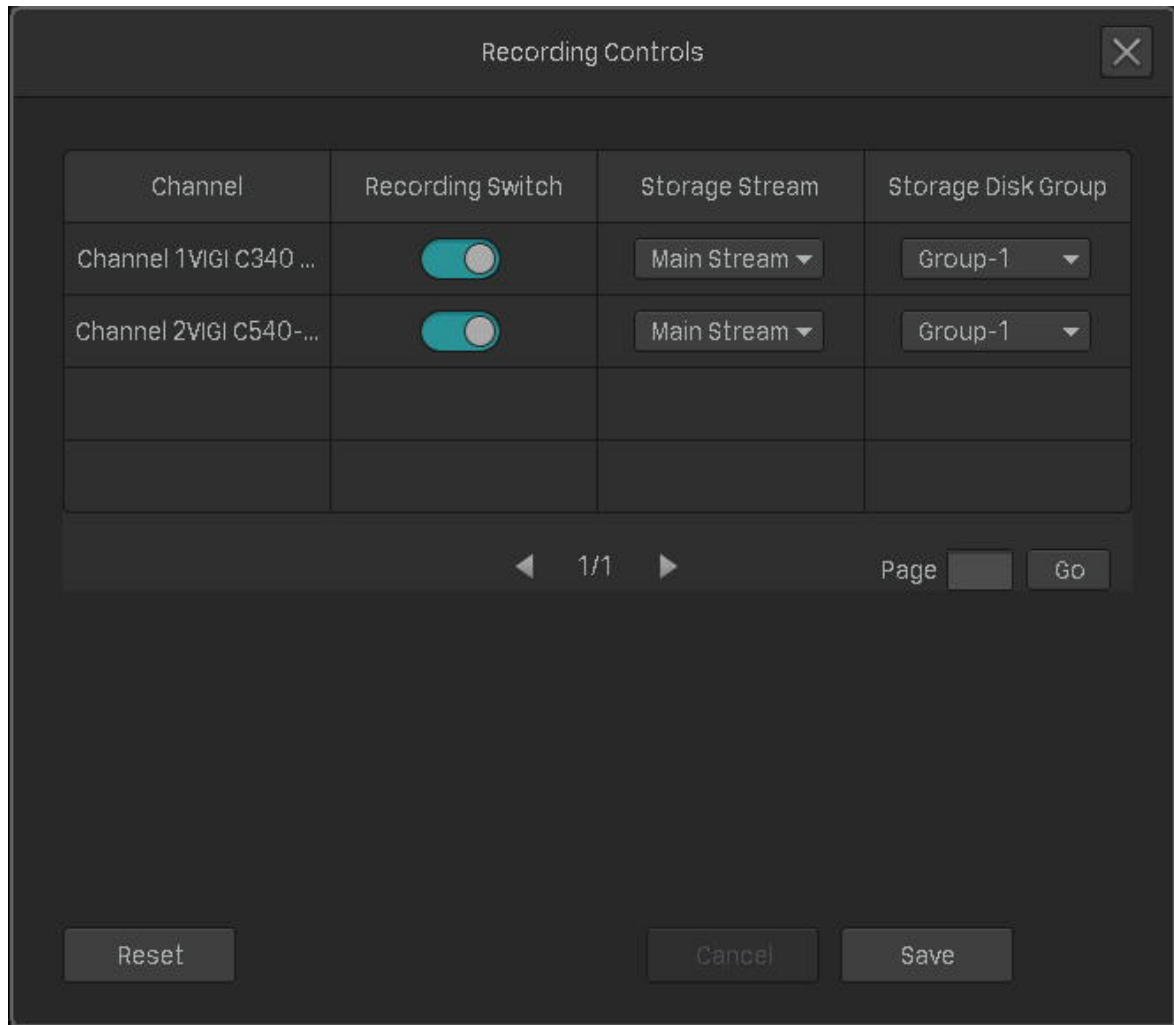 Recording Controls
Channel Recording Switch Storage Stream Storage Disk Group
Channel 1VIGI C340 ... Main Stream Group-1
Channel 2VIGI C540-... Main Stream Group-1
1/1 Page Go
Reset Cancel Save